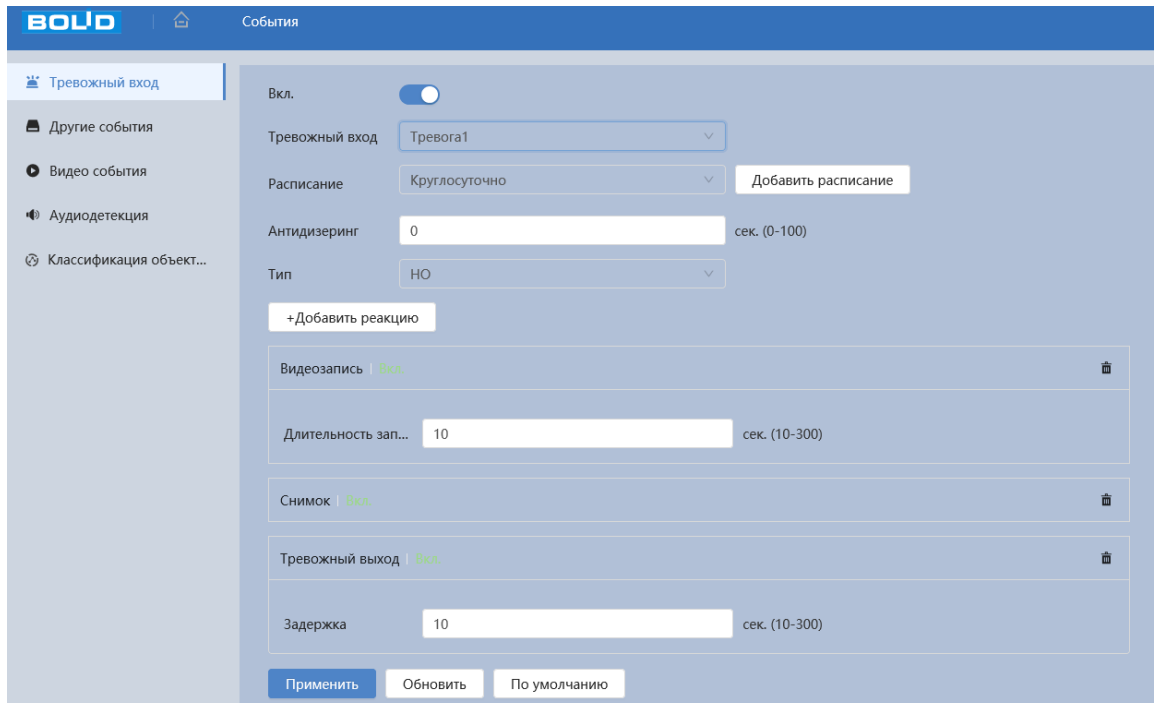 BOLID
События
Тревожный вход
Другие события
Видео события
Аудиодетекция
Классификация объект...
Вкл.
Тревожный вход Тревога1
Расписание Круглосуточно Добавить расписание
Антидизеринг 0 сек. (0-100)
Тип НО
+Добавить реакцию
Видеозапись |
Длительность зап... 10 сек. (10-300)
Снимок |
Тревожный выход |
Задержка 10 сек. (10-300)
Применить Обновить По умолчанию